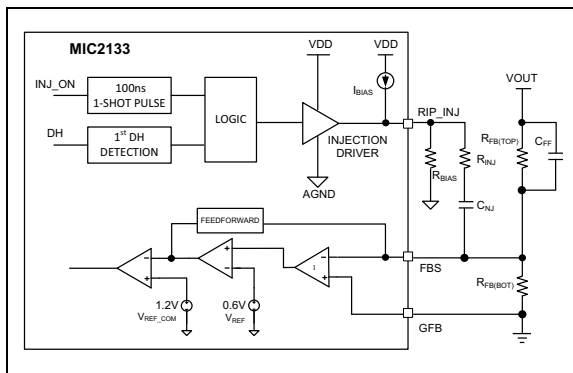 MIC2133
VDD
VDD
INJ_ON
100ns
1-SHOT PULSE
LOGIC
IBIAS
RIP_INJ
VOUT
DH
1st DH
DETECTION
INJECTION
DRIVER
AGND
RBIAS
RINJ
RFB(TOP)
CFF
CNJ
FEEDFORWARD
FBS
1
1.2V
VREF_COM
0.6V
VREF
RFB(BOT)
GFB